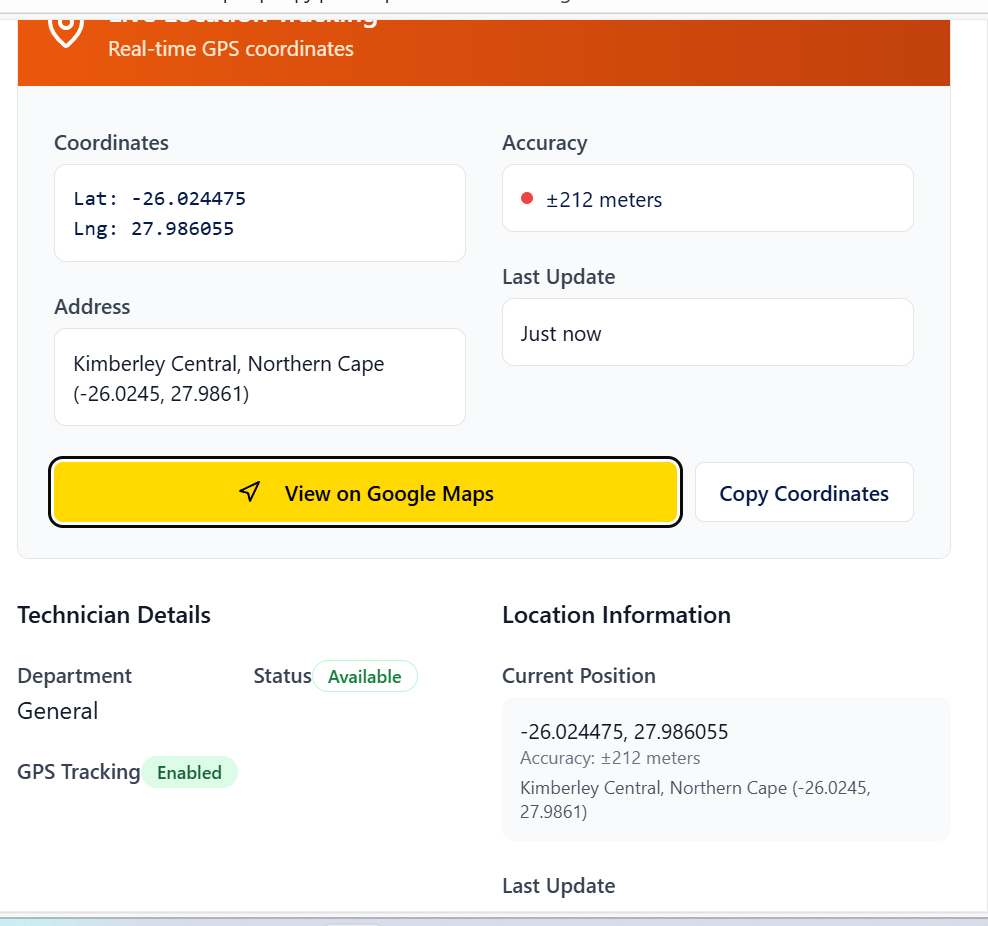 Live Location Tracking
Real-time GPS coordinates
Coordinates
Lat: -26.024475
Lng: 27.986055
Accuracy
±212 meters
Last Update
Just now
Address
Kimberley Central, Northern Cape
(-26.0245, 27.9861)
View on Google Maps
Copy Coordinates
Technician Details
Department
General
Status
Available
GPS Tracking
Enabled
Location Information
Current Position
-26.024475, 27.986055
Accuracy: ±212 meters
Kimberley Central, Northern Cape (-26.0245,
27.9861)
Last Update